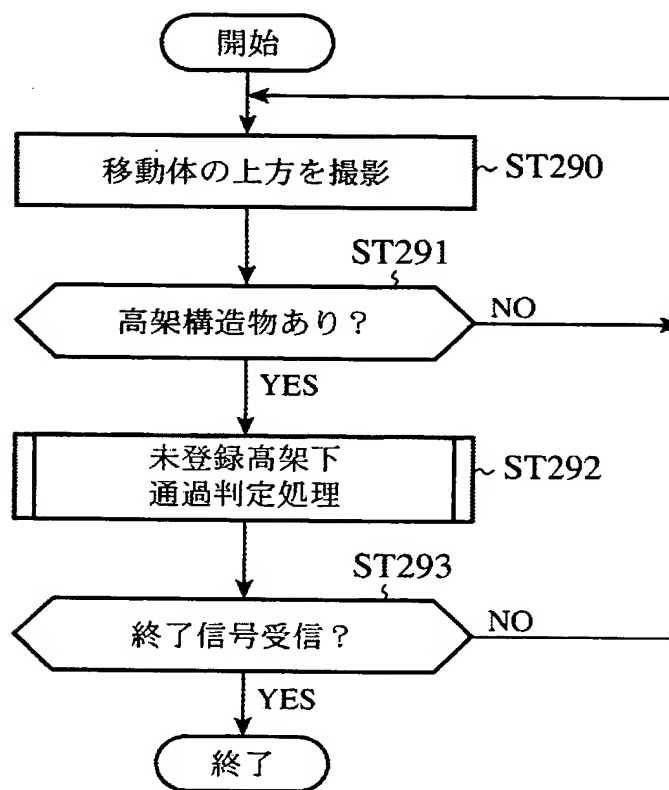 開始
移動体の上方を撮影
ST290
ST291
高架構造物あり？
NO
YES
未登録高架下
通過判定処理
ST292
ST293
終了信号受信？
NO
YES
終了